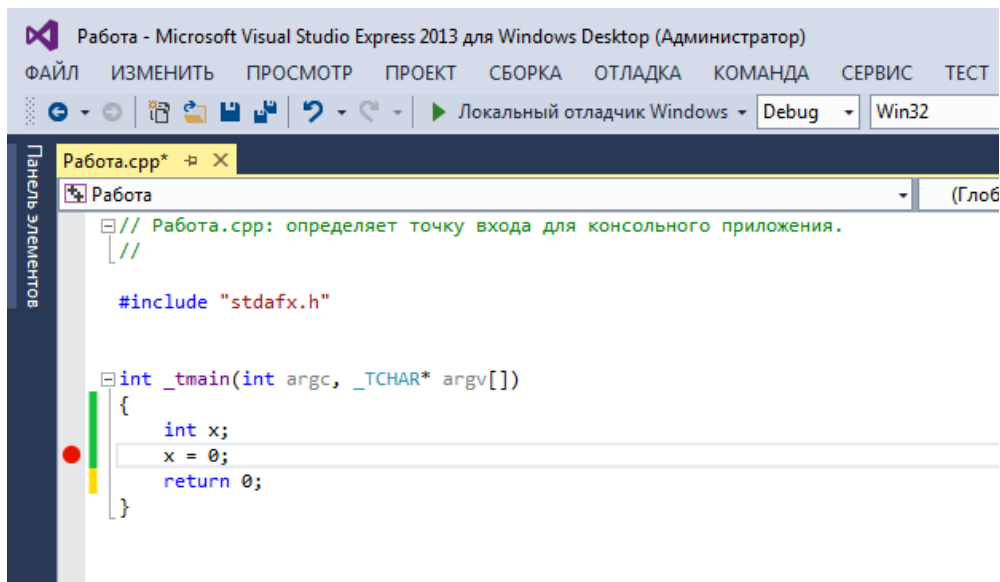 Работа - Microsoft Visual Studio Express 2013 для Windows Desktop (Администратор)
ФАЙЛ ИЗМЕНИТЬ ПРОСМОТР ПРОЕКТ СБОРКА ОТЛАДКА КОМАНДА СЕРВИС ТЕСТ
Локальный отладчик Windows Debug Win32
Панель элементов
Работа.cpp*
Работа (Глоб
// Работа.cpp: определяет точку входа для консольного приложения.
//
#include "stdafx.h"
int _tmain(int argc, _TCHAR* argv[])
{
int x;
x = 0;
return 0;
}